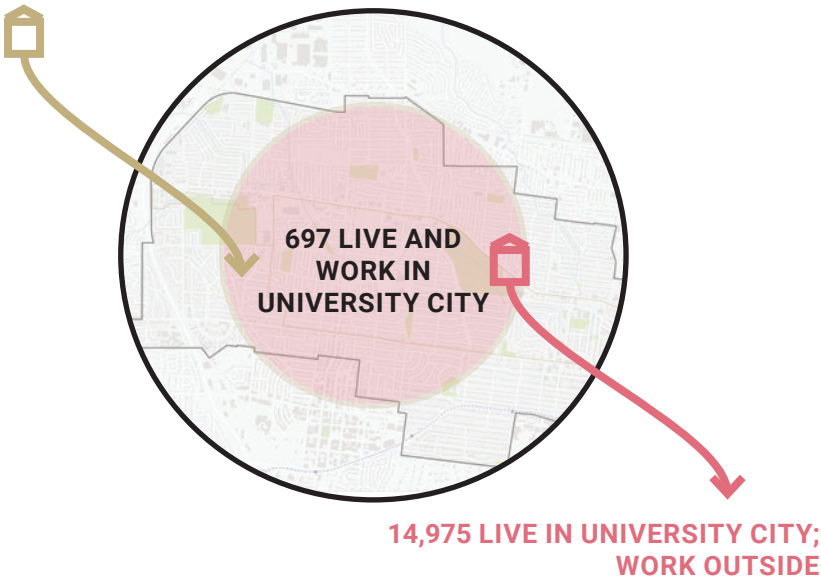 697 LIVE AND
WORK IN
UNIVERSITY CITY
14,975 LIVE IN UNIVERSITY CITY;
WORK OUTSIDE